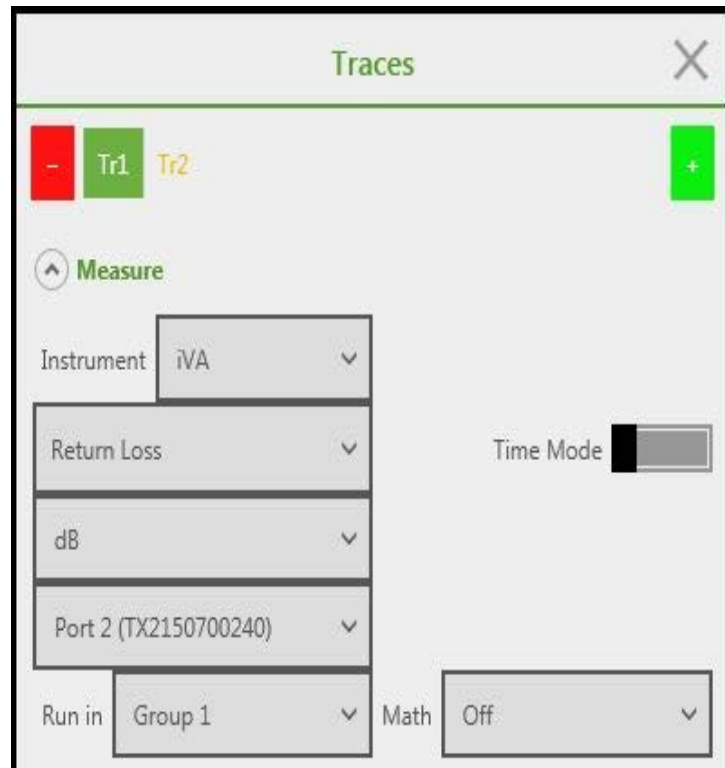 Traces
- Tr1 Tr2 +
Measure
Instrument iVA
Return Loss Time Mode
dB
Port 2 (TX2150700240)
Run in Group 1 Math Off